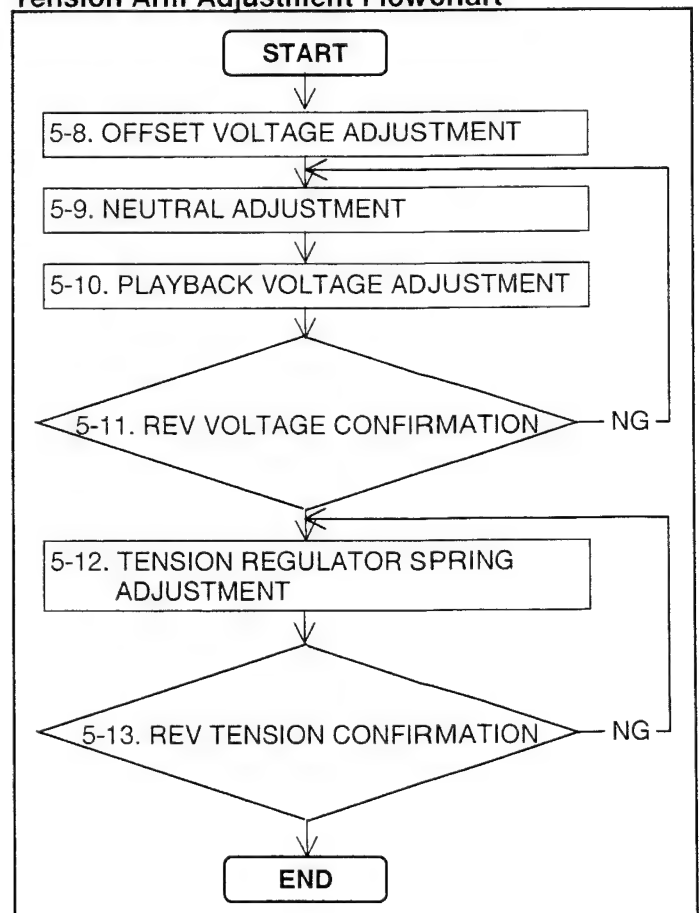 Tension Arm Adjustment Flowchart
START
5-8. OFFSET VOLTAGE ADJUSTMENT
5-9. NEUTRAL ADJUSTMENT
5-10. PLAYBACK VOLTAGE ADJUSTMENT
5-11. REV VOLTAGE CONFIRMATION
NG
5-12. TENSION REGULATOR SPRING
ADJUSTMENT
5-13. REV TENSION CONFIRMATION
NG
END